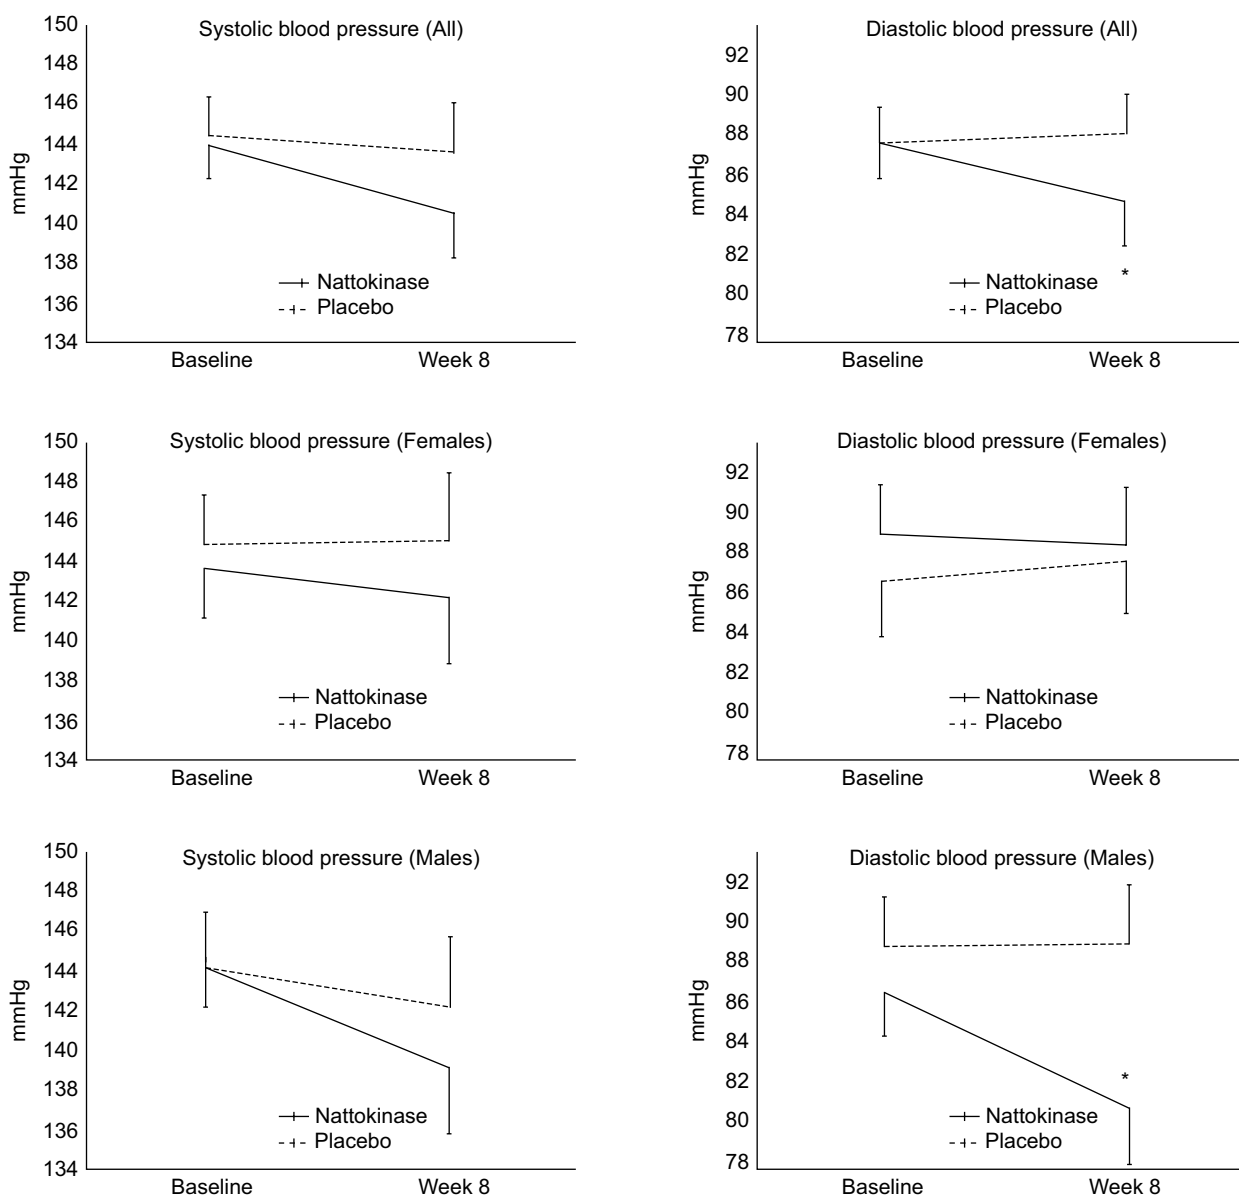 Systolic blood pressure (All)
150
148
146
144
142
140
138
136
134
mmHg
Nattokinase
Placebo
Baseline Week 8
Diastolic blood pressure (All)
92
90
88
86
84
82
80
78
mmHg
*
Nattokinase
Placebo
Baseline Week 8
Systolic blood pressure (Females)
150
148
146
144
142
140
138
136
134
mmHg
Nattokinase
Placebo
Baseline Week 8
Diastolic blood pressure (Females)
92
90
88
86
84
82
80
78
mmHg
Nattokinase
Placebo
Baseline Week 8
Systolic blood pressure (Males)
150
148
146
144
142
140
138
136
134
mmHg
Nattokinase
Placebo
Baseline Week 8
Diastolic blood pressure (Males)
92
90
88
86
84
82
80
78
mmHg
*
Nattokinase
Placebo
Baseline Week 8